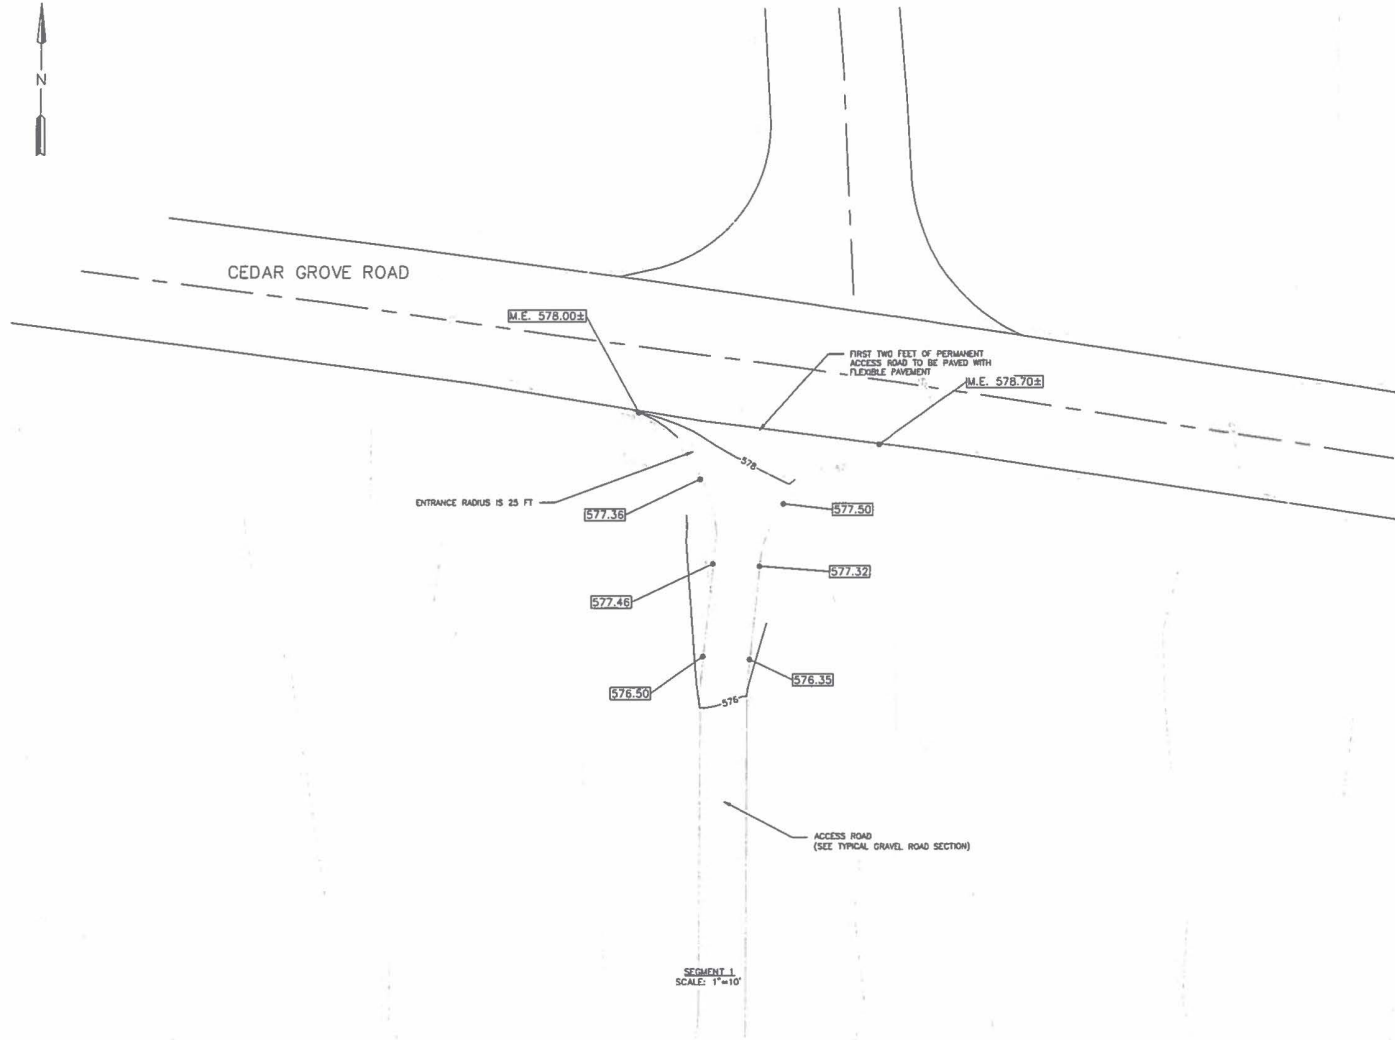 N
CEDAR GROVE ROAD
M.E. 578.00±
FIRST TWO FEET OF PERMANENT
ACCESS ROAD TO BE PAVED WITH
FLEXIBLE PAVEMENT
M.E. 578.70±
578
ENTRANCE RADIUS IS 25 FT
577.36
577.50
577.46
577.32
576.50
576.35
576
ACCESS ROAD
(SEE TYPICAL GRAVEL ROAD SECTION)
SEGMENT 1
SCALE: 1"=10'